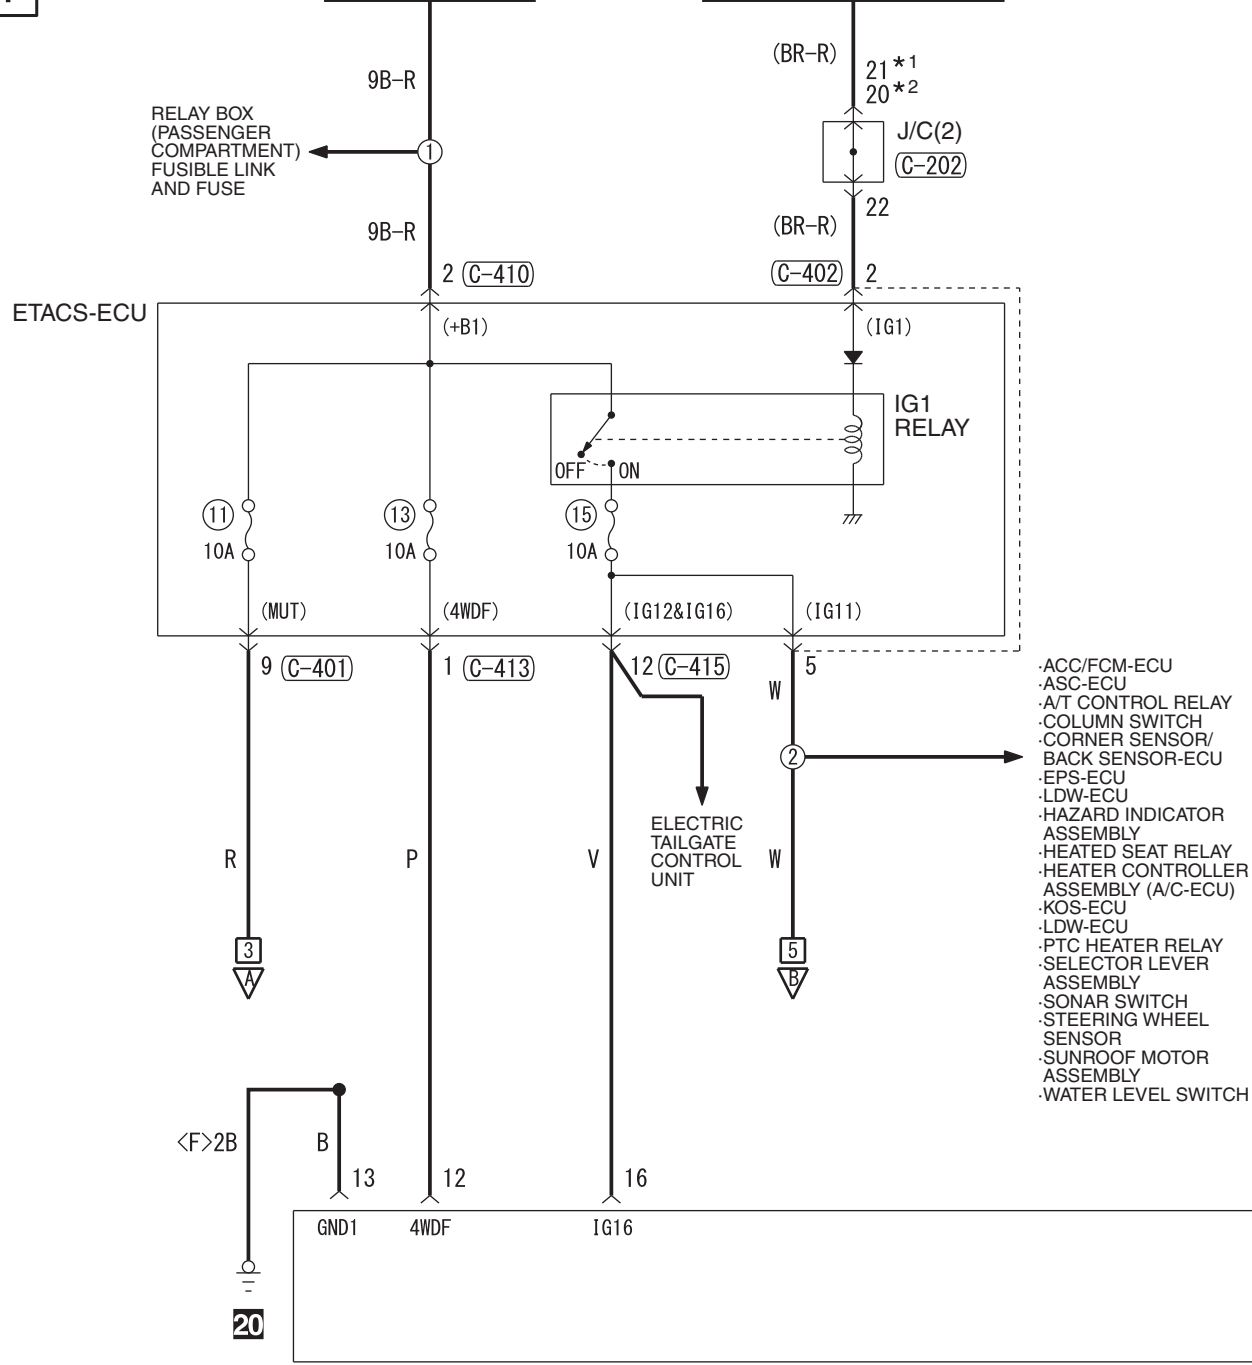 9B-R
(BR-R)
21*1
20*2
RELAY BOX
(PASSENGER
COMPARTMENT)
FUSIBLE LINK
AND FUSE
1
J/C(2)
C-202
22
9B-R
(BR-R)
2 C-410
C-402 2
ETACS-ECU
(+B1)
(IG1)
IG1
RELAY
OFF
ON
11
10A
13
10A
15
10A
(MUT)
(4WDF)
(IG12&IG16)
(IG11)
9 C-401
1 C-413
12 C-415
5
W
2
·ACC/FCM-ECU
·ASC-ECU
·A/T CONTROL RELAY
·COLUMN SWITCH
·CORNER SENSOR/
BACK SENSOR-ECU
·EPS-ECU
·LDW-ECU
·HAZARD INDICATOR
ASSEMBLY
·HEATED SEAT RELAY
·HEATER CONTROLLER
ASSEMBLY (A/C-ECU)
·KOS-ECU
·LDW-ECU
·PTC HEATER RELAY
·SELECTOR LEVER
ASSEMBLY
·SONAR SWITCH
·STEERING WHEEL
SENSOR
·SUNROOF MOTOR
ASSEMBLY
·WATER LEVEL SWITCH
ELECTRIC
TAILGATE
CONTROL
UNIT
R
P
V
W
3
A
5
B
<F>2B
B
13
12
16
GND1
4WDF
IG16
20